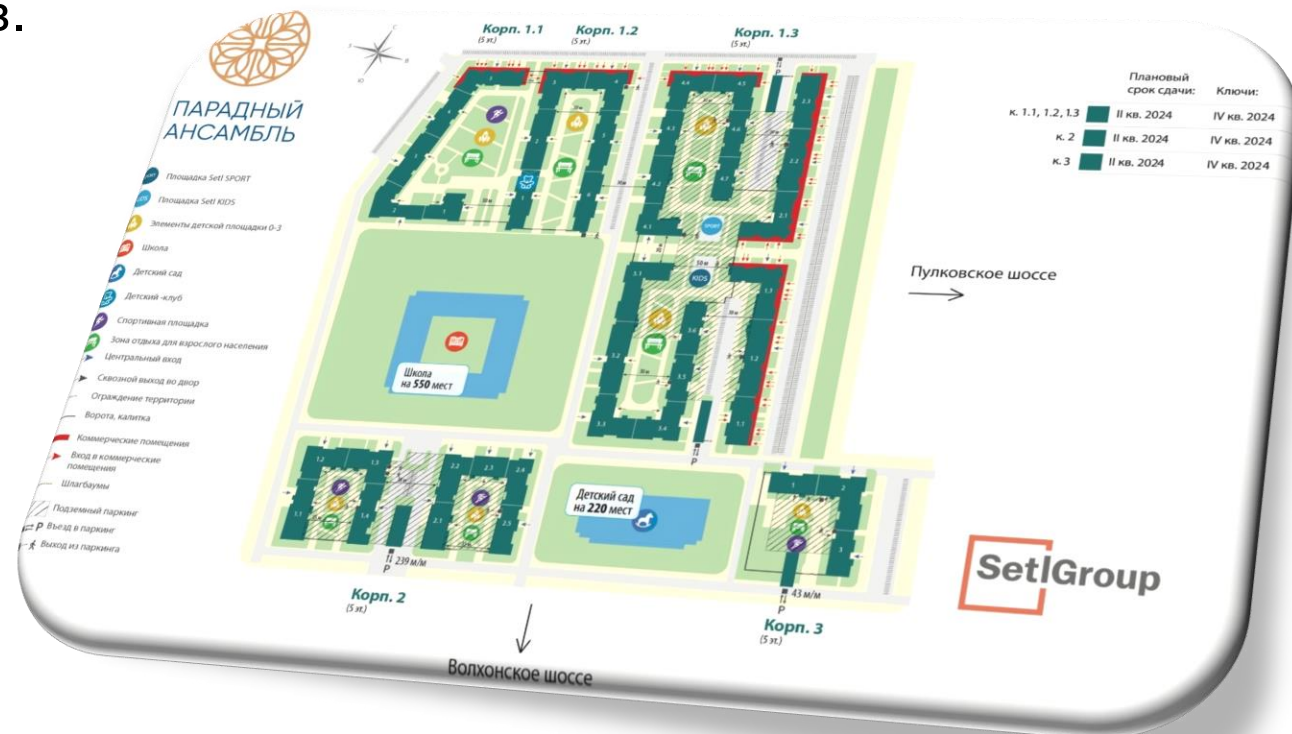 3.
ПАРАДНЫЙ
АНСАМБЛЬ
Корп. 1.1
(5 эт.)
Корп. 1.2
(5 эт.)
Корп. 1.3
(5 эт.)
Плановый
срок сдачи:
Ключи:
к. 1.1, 1.2, 1.3
II кв. 2024
IV кв. 2024
к. 2
II кв. 2024
IV кв. 2024
к. 3
II кв. 2024
IV кв. 2024
Площадка Setl SPORT
Площадка Setl KIDS
Элементы детской площадки 0-3
Школа
Детский сад
Детский -клуб
Спортивная площадка
Зона отдыха для взрослого населения
Центральный вход
Сквозной выход во двор
Ограждение территории
Ворота, калитка
Коммерческие помещения
Вход в коммерческие
помещения
Шлагбаумы
Подземный паркинг
P Въезд в паркинг
Выход из паркинга
SPORT
KIDS
Пулковское шоссе
Школа
на 550 мест
Детский сад
на 220 мест
P
P
239 м/м
P
43 м/м
P
Корп. 2
(5 эт.)
Корп. 3
(5 эт.)
Волхонское шоссе
SetlGroup